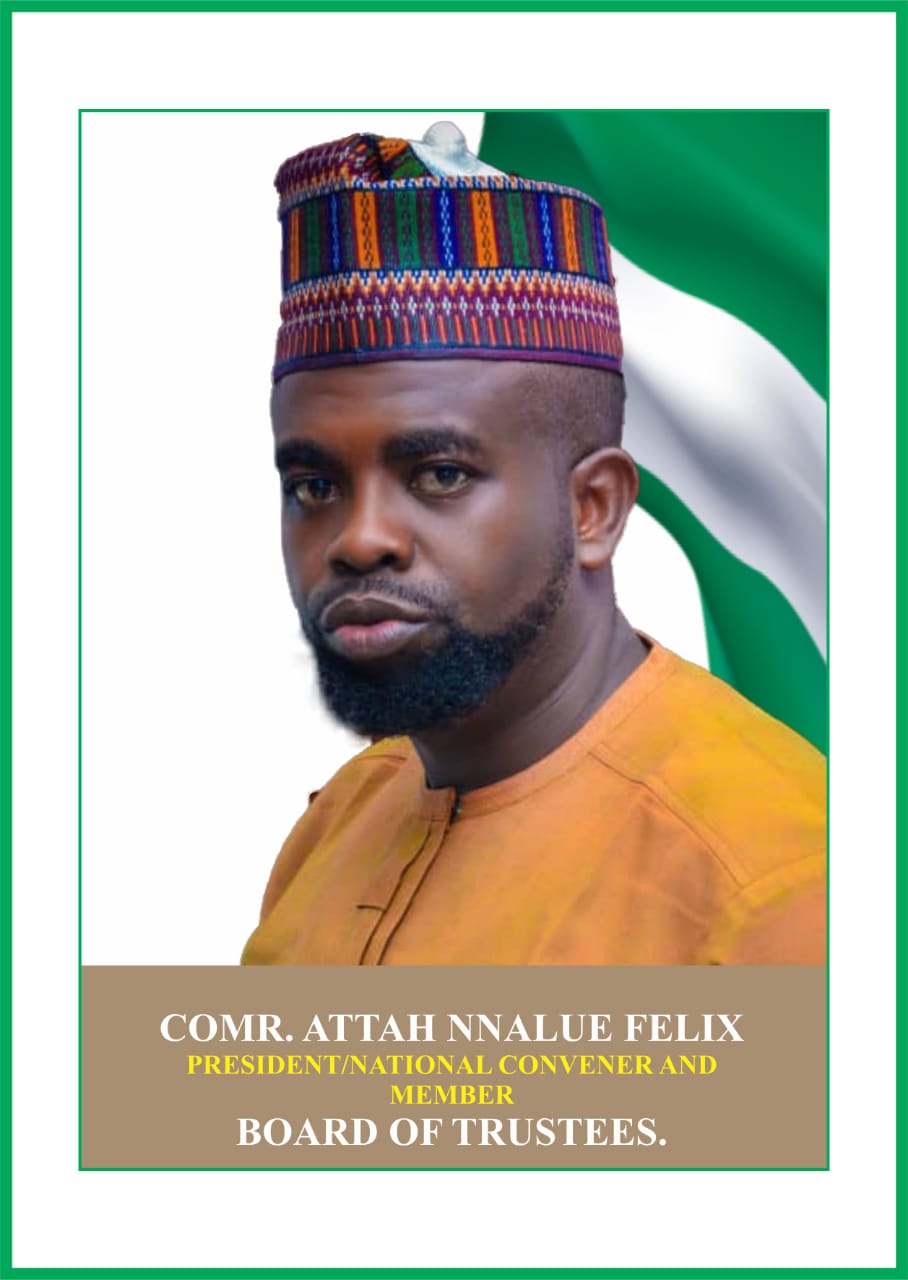 COMR. ATTAH NNALUE FELIX
PRESIDENT/NATIONAL CONVENER AND
MEMBER
BOARD OF TRUSTEES.